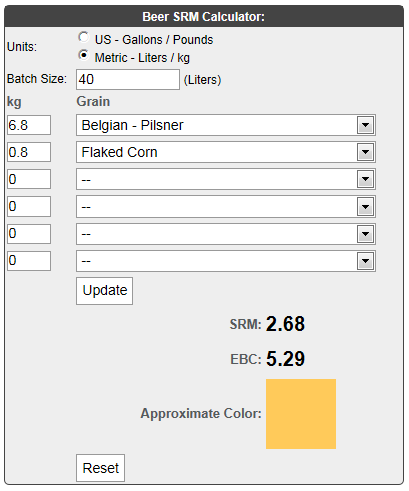 Beer SRM Calculator:
Units:
US - Gallons / Pounds
Metric - Liters / kg
Batch Size: 40 (Liters)
kg Grain
6.8 Belgian - Pilsner
0.8 Flaked Corn
0 --
0 --
0 --
0 --
Update
SRM: 2.68
EBC: 5.29
Approximate Color:
Reset